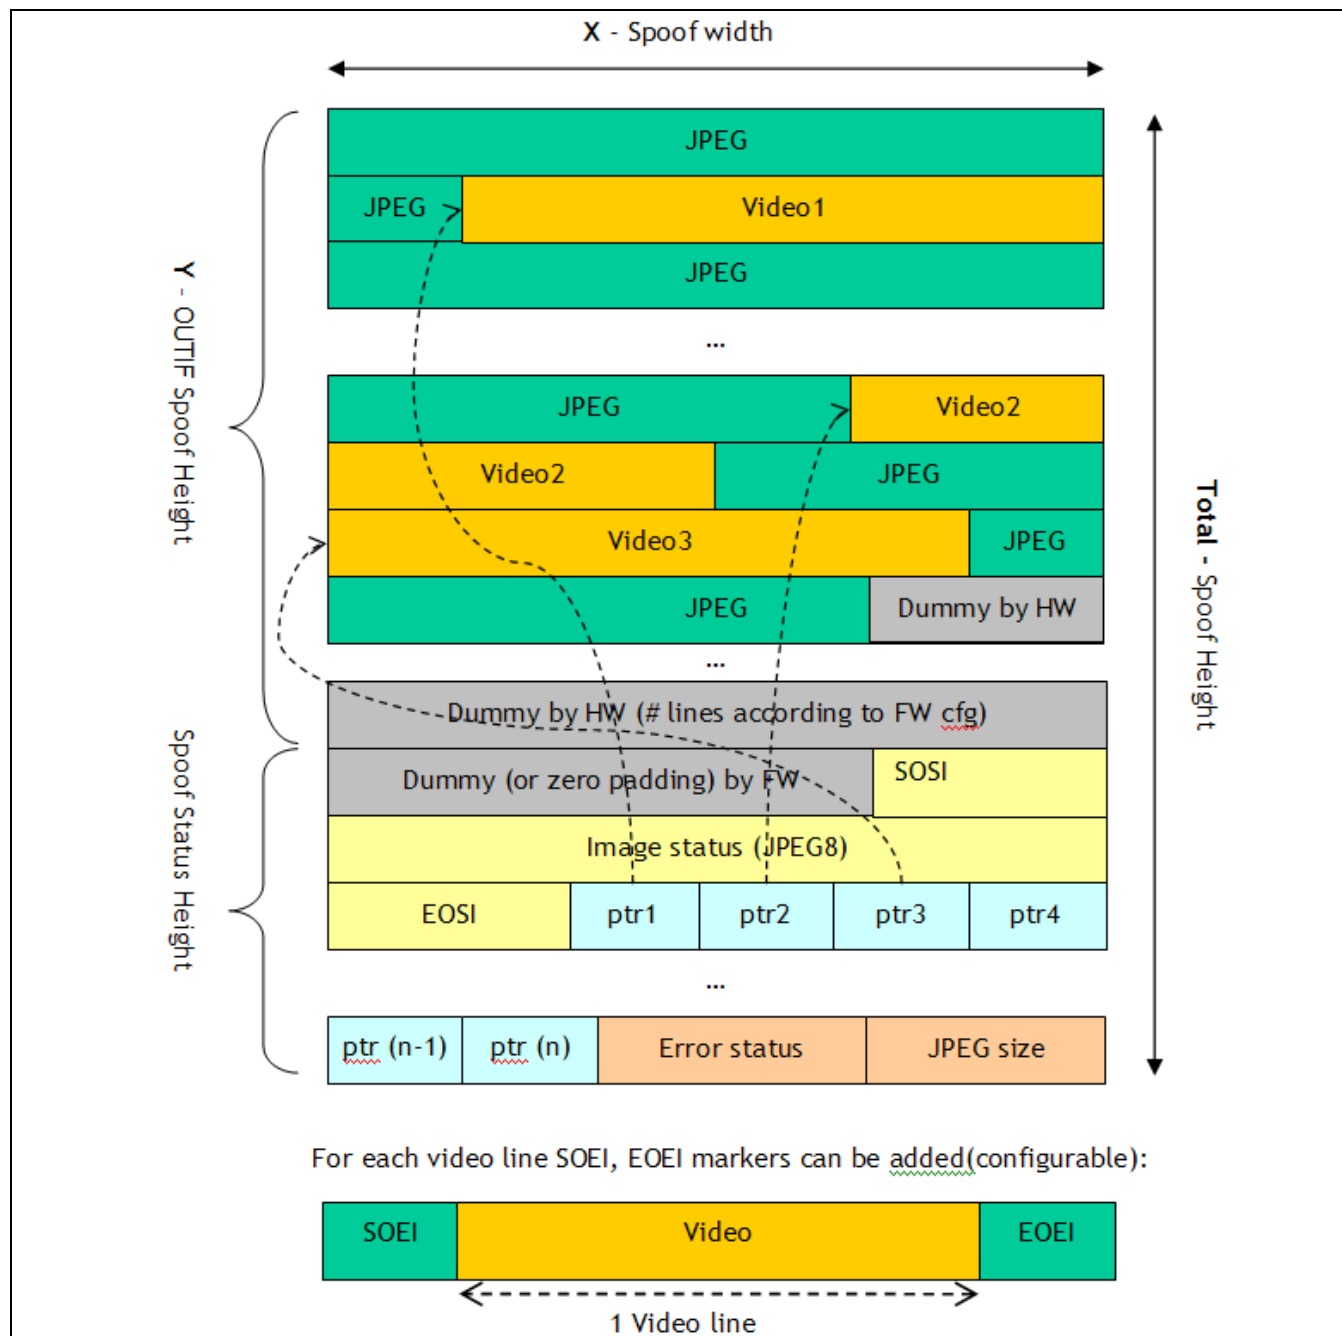 X - Spoof width
JPEG
JPEG Video1
JPEG
...
Y - OUTIF Spoof Height
JPEG Video2
Video2 JPEG
Video3 JPEG
JPEG Dummy by HW
...
Total - Spoof Height
Dummy by HW (# lines according to FW cfg)
Dummy (or zero padding) by FW SOSI
Image status (JPEG8)
EOSI ptr1 ptr2 ptr3 ptr4
Spoof Status Height
...
ptr (n-1) ptr (n) Error status JPEG size
For each video line SOEI, EOEI markers can be added(configurable):
SOEI Video EOEI
1 Video line